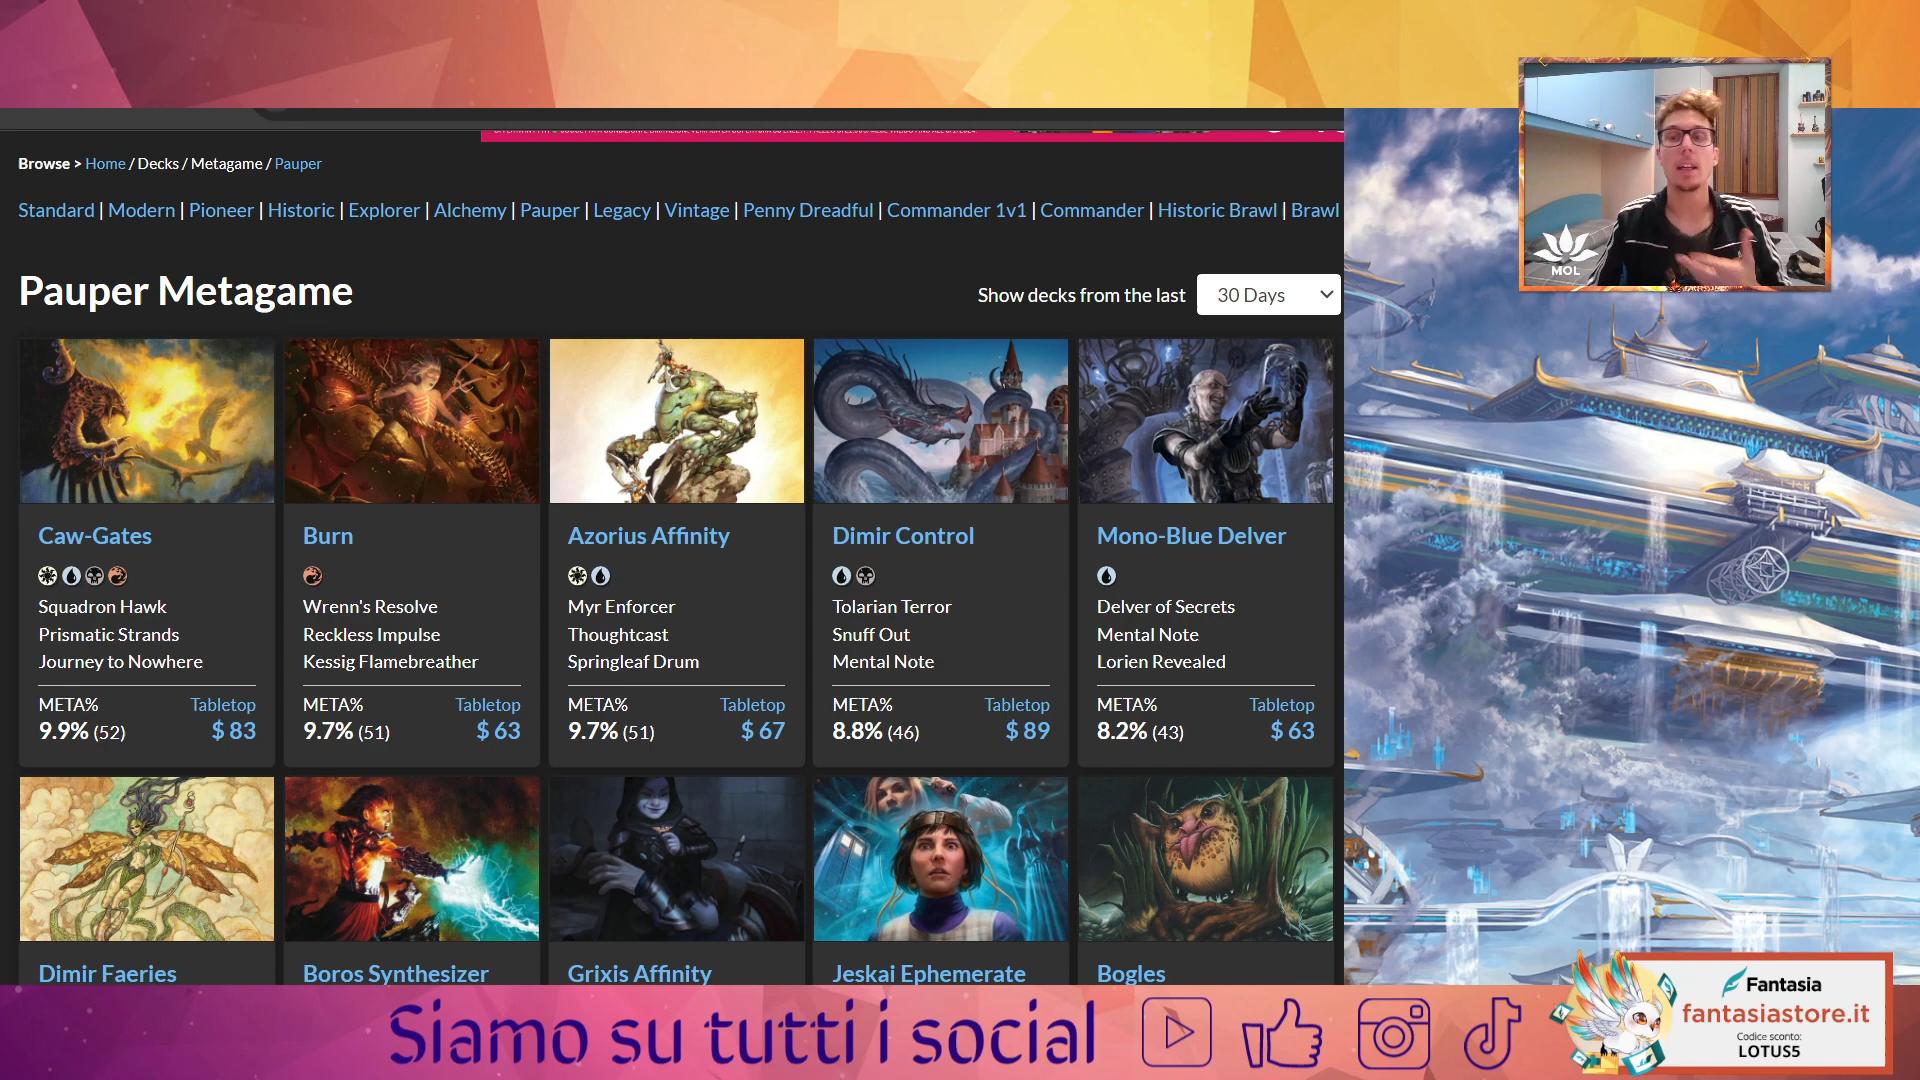 Browse > Home / Decks / Metagame / Pauper
Standard | Modern | Pioneer | Historic | Explorer | Alchemy | Pauper | Legacy | Vintage | Penny Dreadful | Commander 1v1 | Commander | Historic Brawl | Brawl
Pauper Metagame
Show decks from the last 30 Days
Caw-Gates
Squadron Hawk
Prismatic Strands
Journey to Nowhere
META% Tabletop
9.9% (52) $ 83
Burn
Wrenn's Resolve
Reckless Impulse
Kessig Flamebreather
META% Tabletop
9.7% (51) $ 63
Azorius Affinity
Myr Enforcer
Thoughtcast
Springleaf Drum
META% Tabletop
9.7% (51) $ 67
Dimir Control
Tolarian Terror
Snuff Out
Mental Note
META% Tabletop
8.8% (46) $ 89
Mono-Blue Delver
Delver of Secrets
Mental Note
Lorien Revealed
META% Tabletop
8.2% (43) $ 63
Dimir Faeries
Boros Synthesizer
Grixis Affinity
Jeskai Ephemerate
Bogles
MOL
Siamo su tutti i social
Fantasia
fantasiastore.it
Codice sconto:
LOTUS5